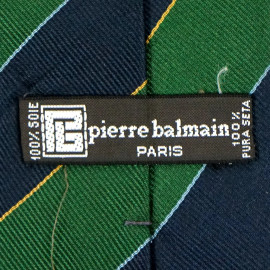 100% SOIE
pierre balmain
PARIS
100%
PURA SETA